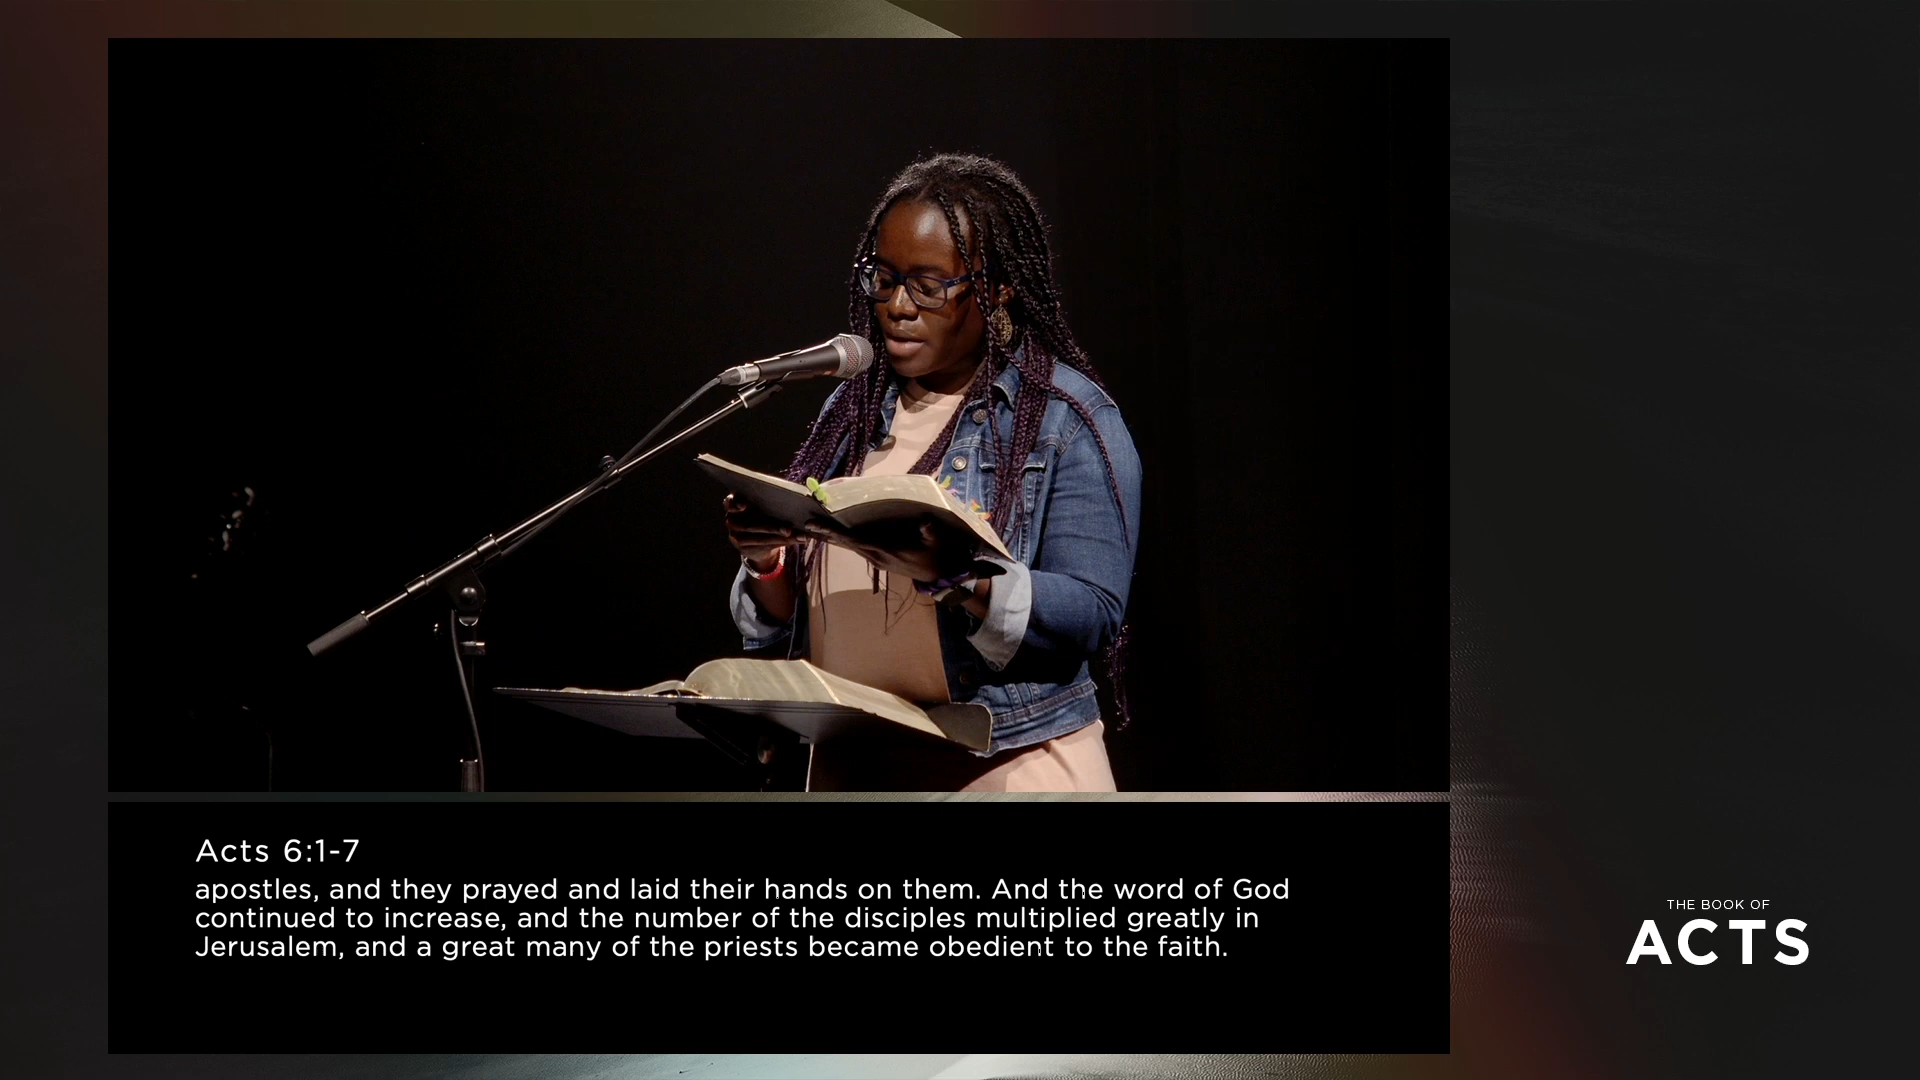 Acts 6:1-7
apostles, and they prayed and laid their hands on them. And the word of God
continued to increase, and the number of the disciples multiplied greatly in
Jerusalem, and a great many of the priests became obedient to the faith.
THE BOOK OF
ACTS